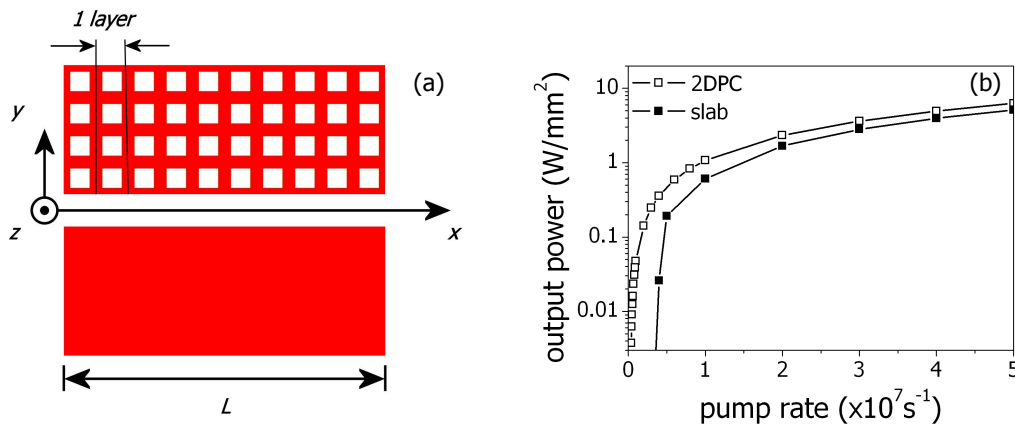 1 layer
(a)
y
z
x
L
(b)
2DPC
slab
output power (W/mm²)
10
1
0.1
0.01
0 1 2 3 4 5
pump rate (x10⁷s⁻¹)